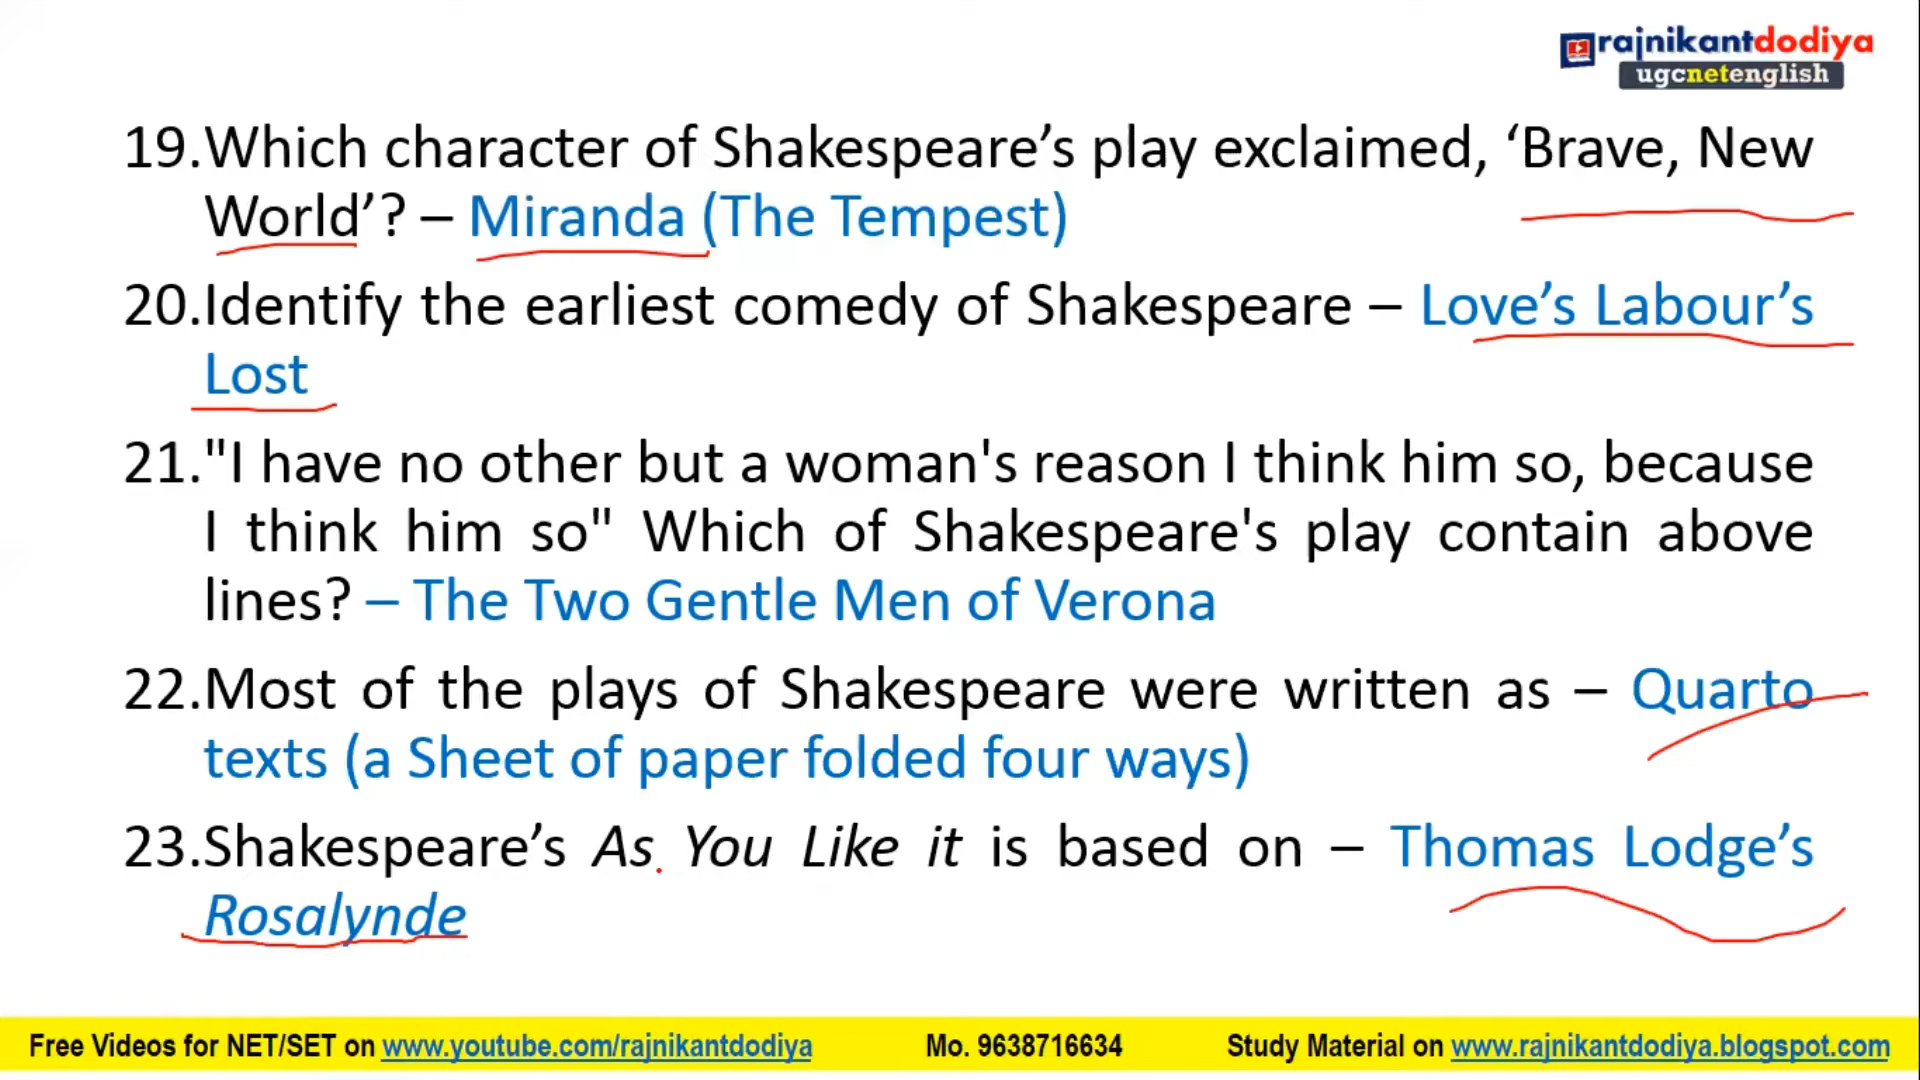 rajnikantdodiya
ugcnetenglish
19.Which character of Shakespeare’s play exclaimed, ‘Brave, New
World’? – Miranda (The Tempest)
20.Identify the earliest comedy of Shakespeare – Love’s Labour’s
Lost
21."I have no other but a woman's reason I think him so, because
I think him so" Which of Shakespeare's play contain above
lines? – The Two Gentle Men of Verona
22.Most of the plays of Shakespeare were written as – Quarto
texts (a Sheet of paper folded four ways)
23.Shakespeare’s As You Like it is based on – Thomas Lodge’s
Rosalynde
Free Videos for NET/SET on www.youtube.com/rajnikantdodiya Mo. 9638716634 Study Material on www.rajnikantdodiya.blogspot.com